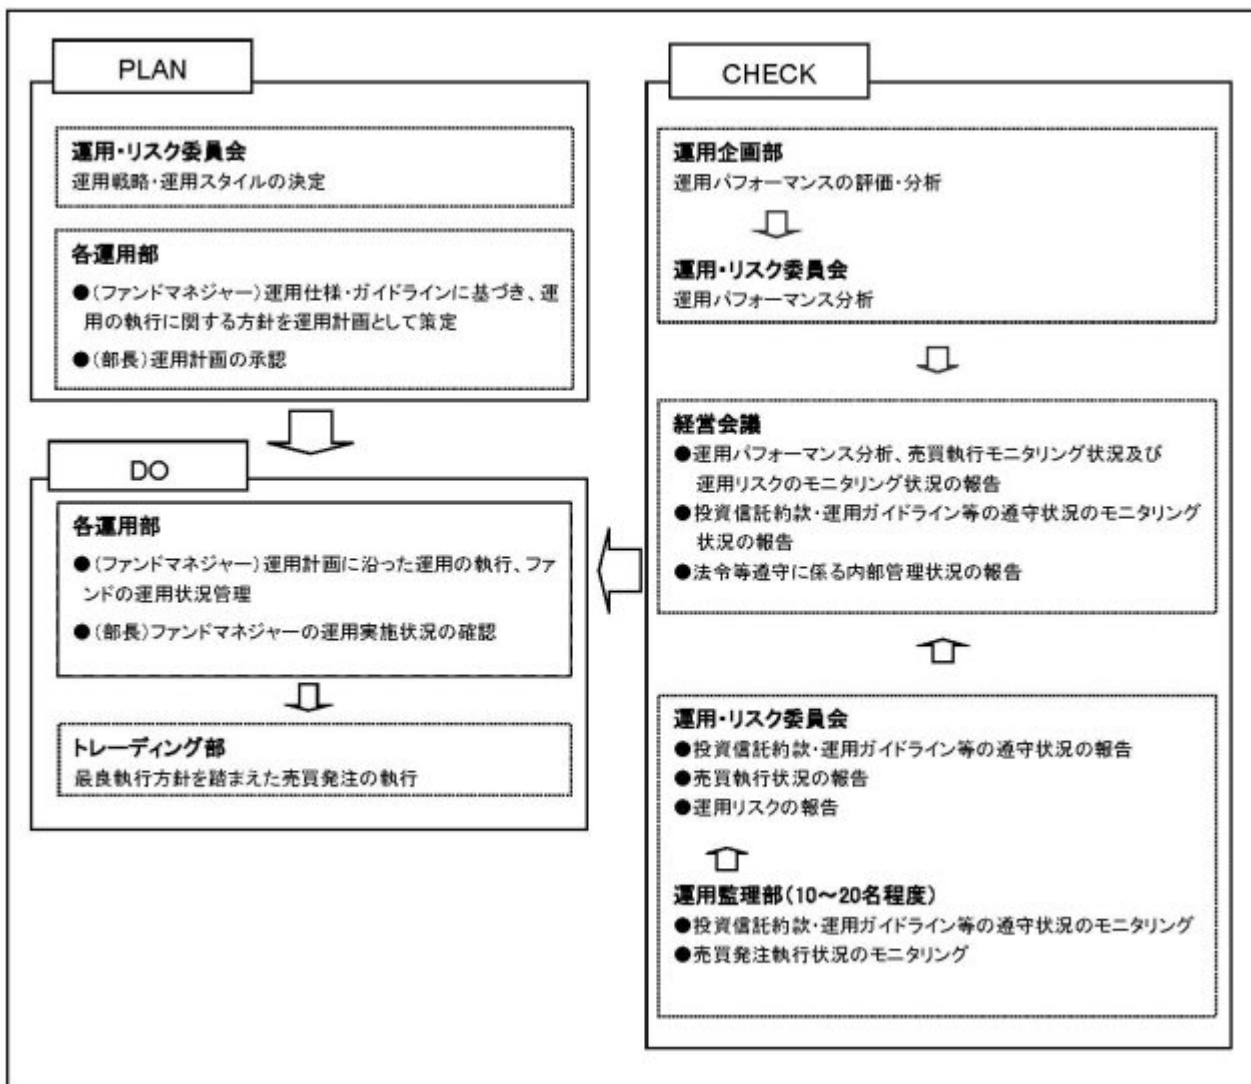 PLAN
運用・リスク委員会
運用戦略・運用スタイルの決定
各運用部
●(ファンドマネジャー)運用仕様・ガイドラインに基づき、運
用の執行に関する方針を運用計画として策定
●(部長)運用計画の承認
DO
各運用部
●(ファンドマネジャー)運用計画に沿った運用の執行、ファ
ンドの運用状況管理
●(部長)ファンドマネジャーの運用実施状況の確認
トレーディング部
最良執行方針を踏まえた売買発注の執行
CHECK
運用企画部
運用パフォーマンスの評価・分析
運用・リスク委員会
運用パフォーマンス分析
経営会議
●運用パフォーマンス分析、売買執行モニタリング状況及び
運用リスクのモニタリング状況の報告
●投資信託約款・運用ガイドライン等の遵守状況のモニタリング
状況の報告
●法令等遵守に係る内部管理状況の報告
運用・リスク委員会
●投資信託約款・運用ガイドライン等の遵守状況の報告
●売買執行状況の報告
●運用リスクの報告
運用監理部(10～20名程度)
●投資信託約款・運用ガイドライン等の遵守状況のモニタリング
●売買発注執行状況のモニタリング